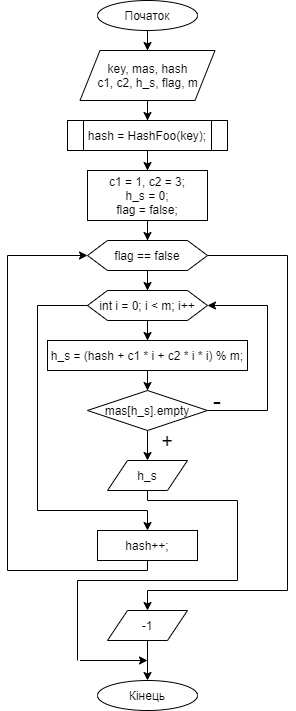 Початок
key, mas, hash
c1, c2, h_s, flag, m
hash = HashFoo(key);
c1 = 1, c2 = 3;
h_s = 0;
flag = false;
flag == false
int i = 0; i < m; i++
h_s = (hash + c1 * i + c2 * i * i) % m;
mas[h_s].empty
-
+
h_s
hash++;
-1
Кінець